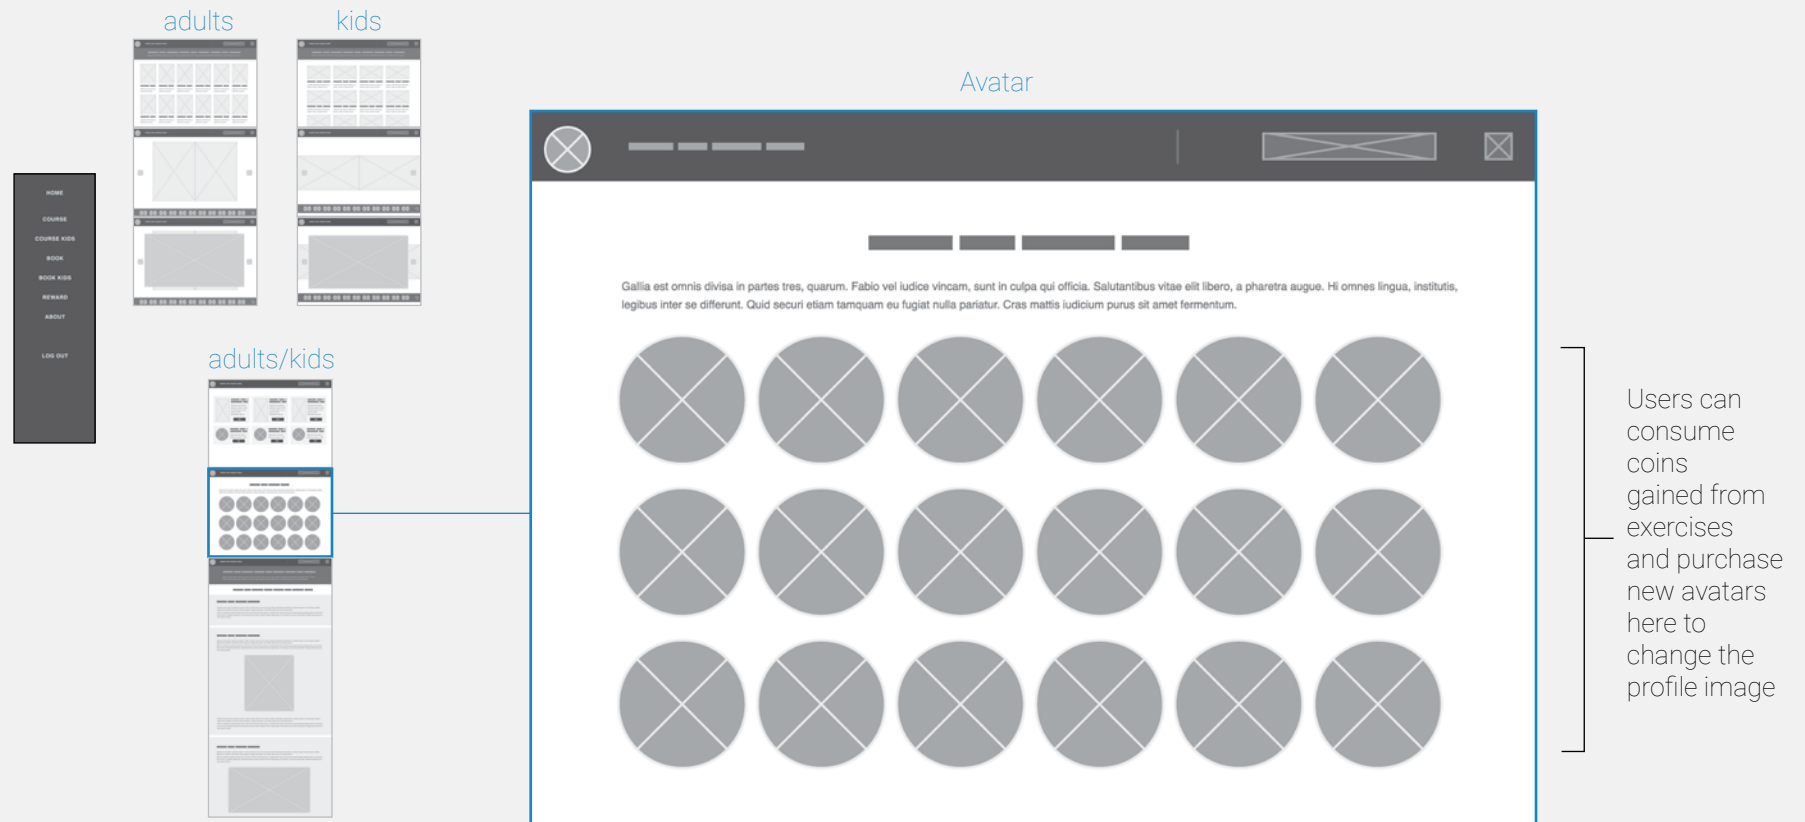 adults
kids
Avatar
HOME
COURSE
COURSE KIDS
BOOK
BOOK KIDS
REWARD
ABOUT
LOG OUT
adults/kids
Gallia est omnis divisa in partes tres, quarum. Fabio vel iudice vincam, sunt in culpa qui officia. Salutantibus vitae elit libero, a pharetra augue. Hi omnes lingua, institutis,
legibus inter se differunt. Quid securi etiam tamquam eu fugiat nulla pariatur. Cras mattis iudicium purus sit amet fermentum.
Users can
consume
coins
gained from
exercises
and purchase
new avatars
here to
change the
profile image